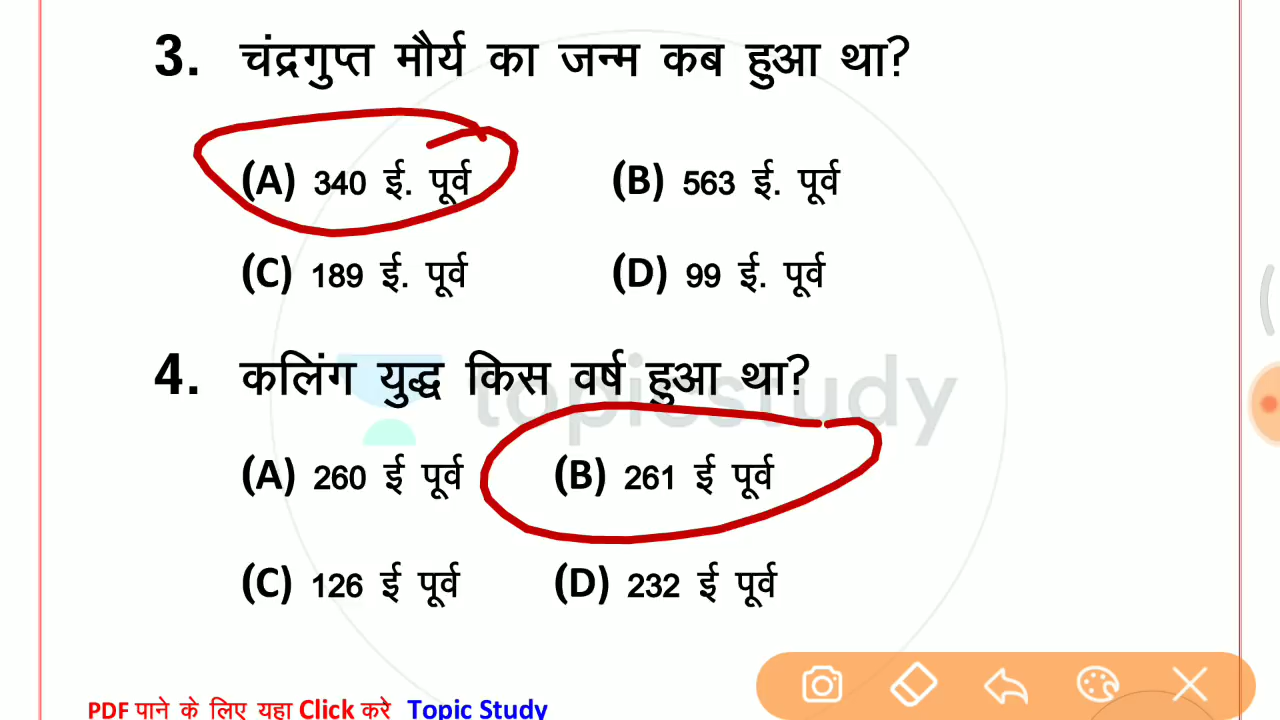 3. चंद्रगुप्त मौर्य का जन्म कब हुआ था?
(A) 340 ई. पूर्व (B) 563 ई. पूर्व
(C) 189 ई. पूर्व (D) 99 ई. पूर्व
4. कलिंग युद्ध किस वर्ष हुआ था?
topicstudy
(A) 260 ई पूर्व (B) 261 ई पूर्व
(C) 126 ई पूर्व (D) 232 ई पूर्व
PDF पाने के लिए यहा Click करे Topic Study